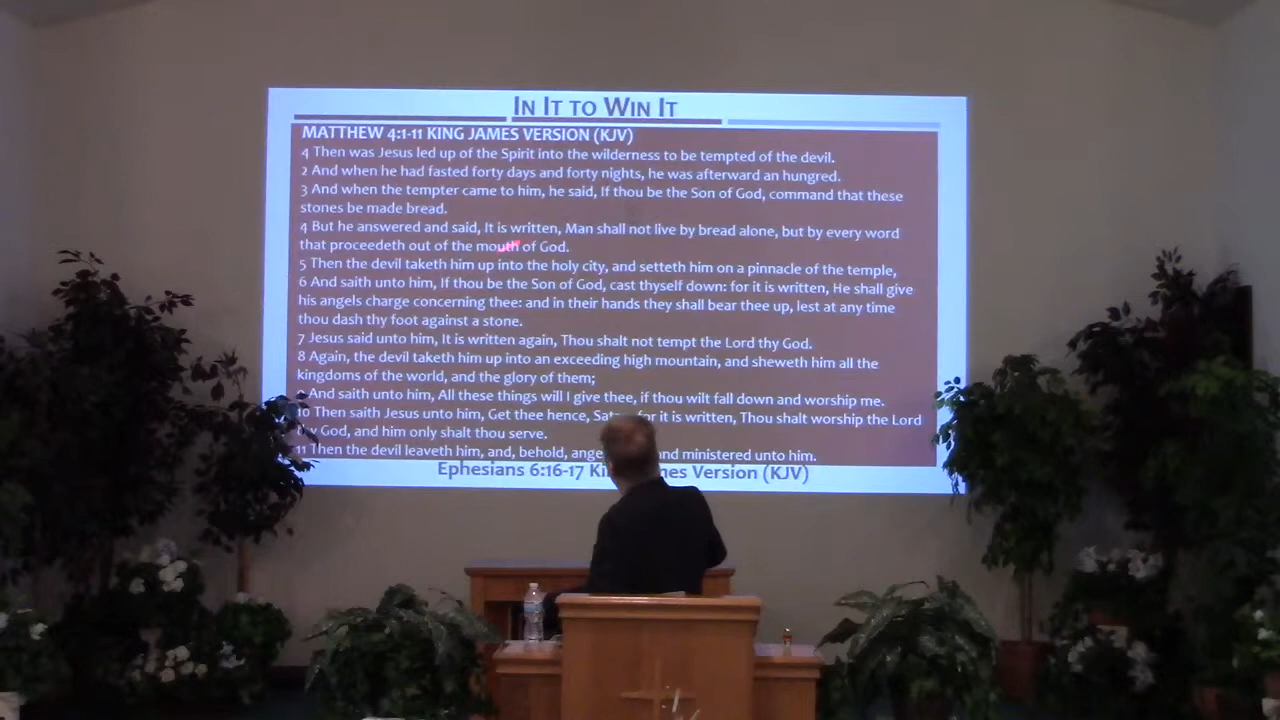 IN IT TO WIN IT
MATTHEW 4:1-11 KING JAMES VERSION (KJV)
4 Then was Jesus led up of the Spirit into the wilderness to be tempted of the devil.
2 And when he had fasted forty days and forty nights, he was afterward an hungred.
3 And when the tempter came to him, he said, If thou be the Son of God, command that these
stones be made bread.
4 But he answered and said, It is written, Man shall not live by bread alone, but by every word
that proceedeth out of the mouth of God.
5 Then the devil taketh him up into the holy city, and setteth him on a pinnacle of the temple,
6 And saith unto him, If thou be the Son of God, cast thyself down: for it is written, He shall give
his angels charge concerning thee: and in their hands they shall bear thee up, lest at any time
thou dash thy foot against a stone.
7 Jesus said unto him, It is written again, Thou shalt not tempt the Lord thy God.
8 Again, the devil taketh him up into an exceeding high mountain, and sheweth him all the
kingdoms of the world, and the glory of them;
9 And saith unto him, All these things will I give thee, if thou wilt fall down and worship me.
10 Then saith Jesus unto him, Get thee hence, for it is written, Thou shalt worship the Lord
thy God, and him only shalt thou serve.
11 Then the devil leaveth him, and, behold, and ministered unto him.
Ephesians 6:16-17 Version (KJV)